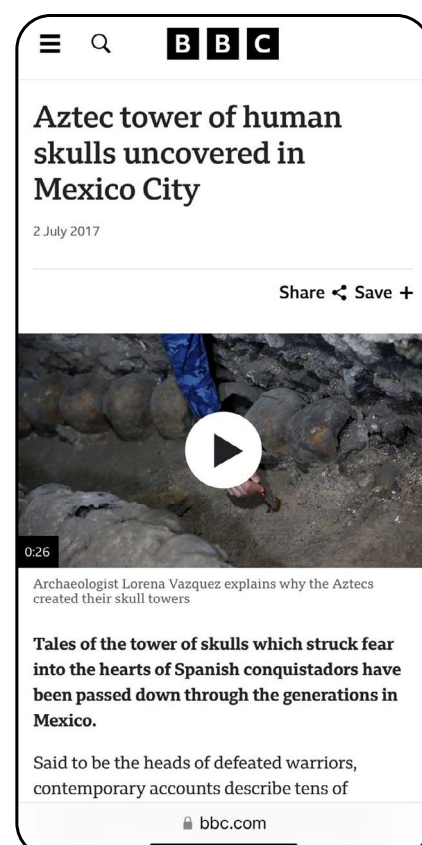 BBC
Aztec tower of human
skulls uncovered in
Mexico City
2 July 2017
Share Save +
0:26
Archaeologist Lorena Vazquez explains why the Aztecs
created their skull towers
Tales of the tower of skulls which struck fear
into the hearts of Spanish conquistadors have
been passed down through the generations in
Mexico.
Said to be the heads of defeated warriors,
contemporary accounts describe tens of
bbc.com